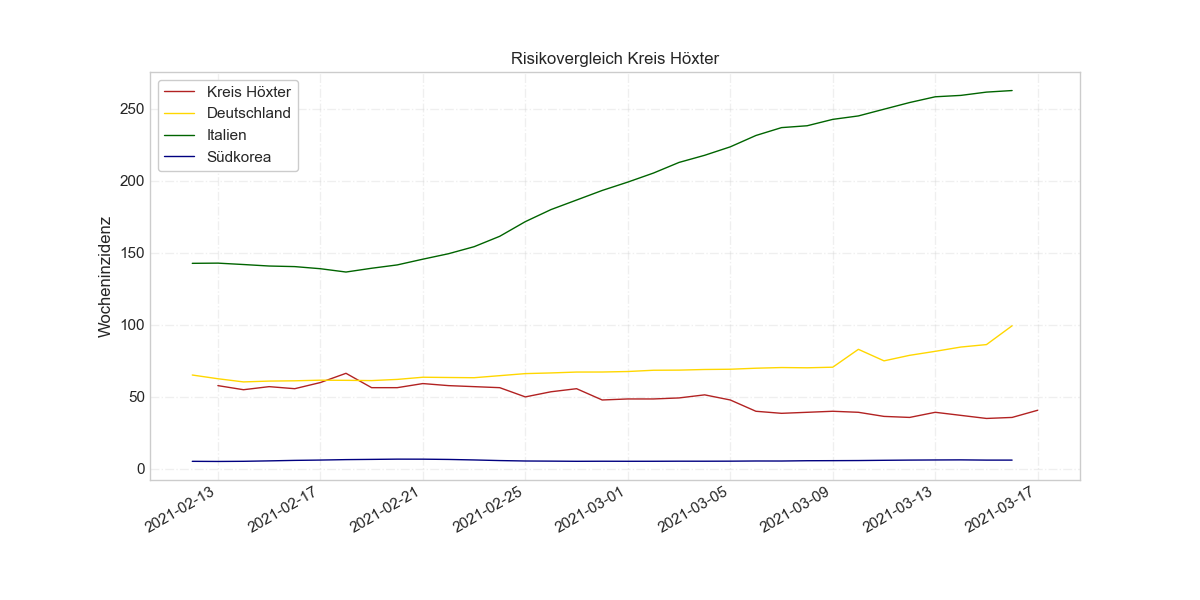 Risikovergleich Kreis Höxter
Kreis Höxter
Deutschland
Italien
Südkorea
Wocheninzidenz
250
200
150
100
50
0
2021-02-13
2021-02-17
2021-02-21
2021-02-25
2021-03-01
2021-03-05
2021-03-09
2021-03-13
2021-03-17